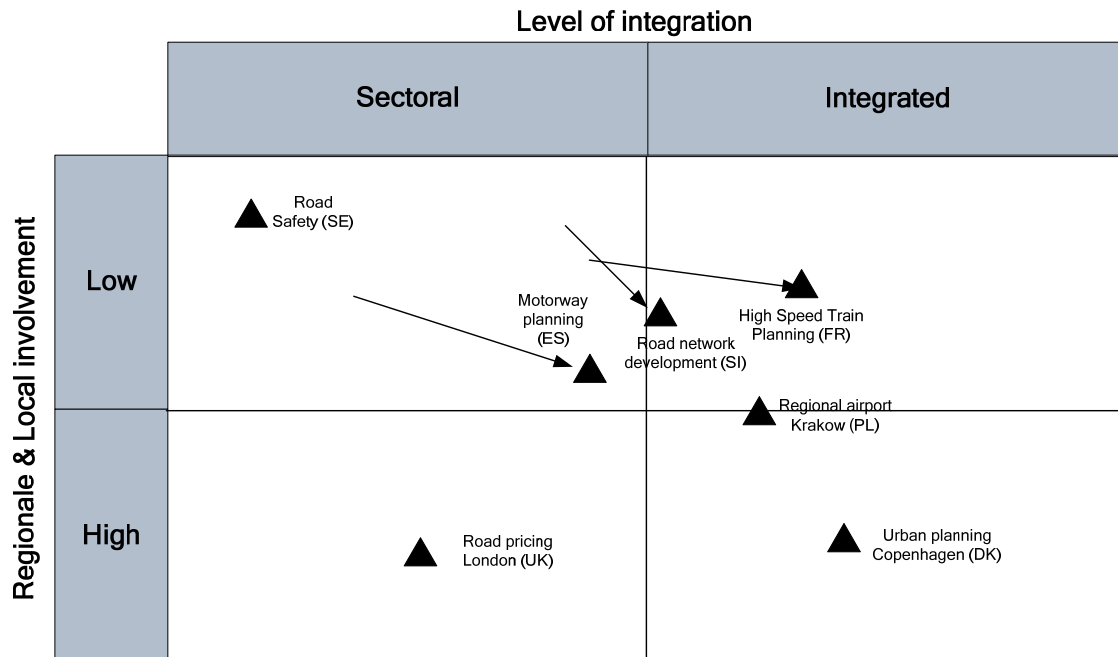 Level of integration
Sectoral
Integrated
Regionale & Local involvement
Low
High
Road
Safety (SE)
Motorway
planning
(ES)
Road network
development (SI)
High Speed Train
Planning (FR)
Regional airport
Krakow (PL)
Road pricing
London (UK)
Urban planning
Copenhagen (DK)